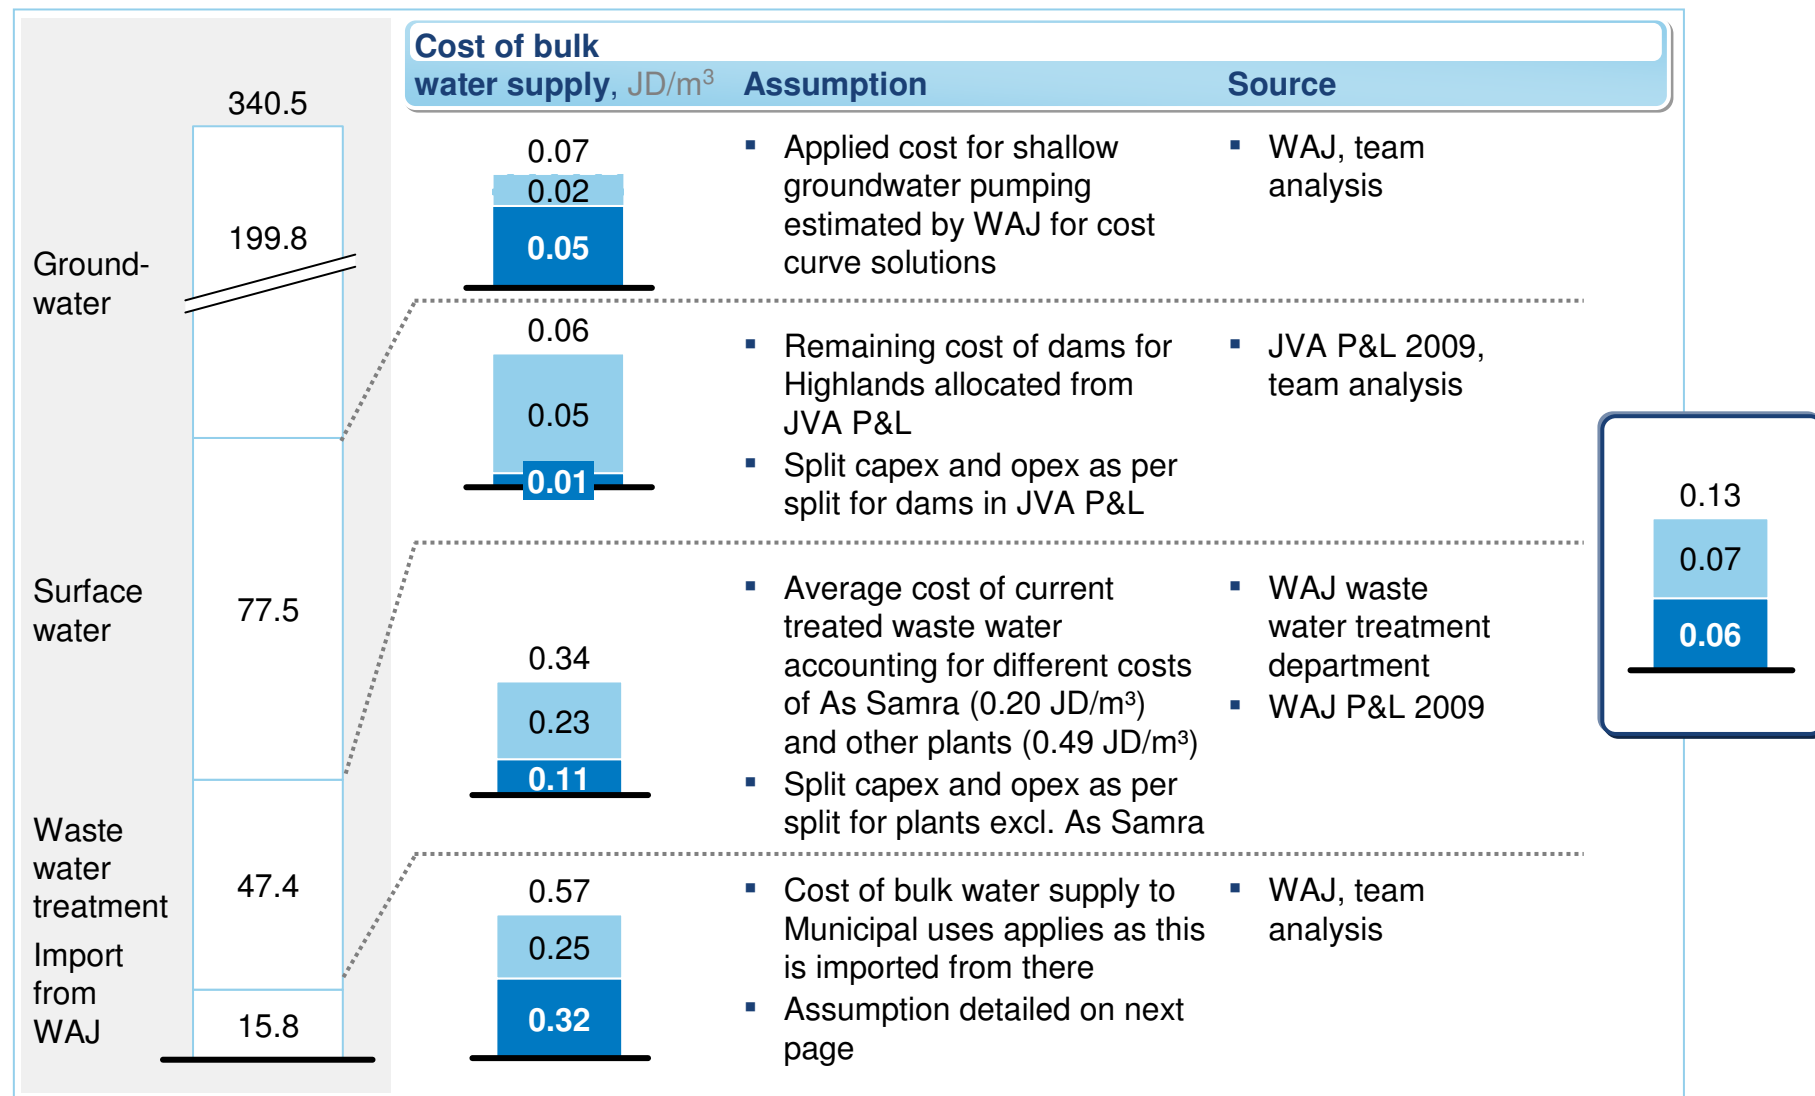 Cost of bulk
water supply, JD/m³ Assumption Source
340.5
Ground-
water
199.8
0.07
0.02
0.05
▪ Applied cost for shallow
groundwater pumping
estimated by WAJ for cost
curve solutions
▪ WAJ, team
analysis
Surface
water
77.5
0.06
0.05
0.01
▪ Remaining cost of dams for
Highlands allocated from
JVA P&L
▪ Split capex and opex as per
split for dams in JVA P&L
▪ JVA P&L 2009,
team analysis
Waste
water
treatment
47.4
0.34
0.23
0.11
▪ Average cost of current
treated waste water
accounting for different costs
of As Samra (0.20 JD/m³)
and other plants (0.49 JD/m³)
▪ Split capex and opex as per
split for plants excl. As Samra
▪ WAJ waste
water treatment
department
▪ WAJ P&L 2009
Import
from
WAJ
15.8
0.57
0.25
0.32
▪ Cost of bulk water supply to
Municipal uses applies as this
is imported from there
▪ Assumption detailed on next
page
▪ WAJ, team
analysis
0.13
0.07
0.06